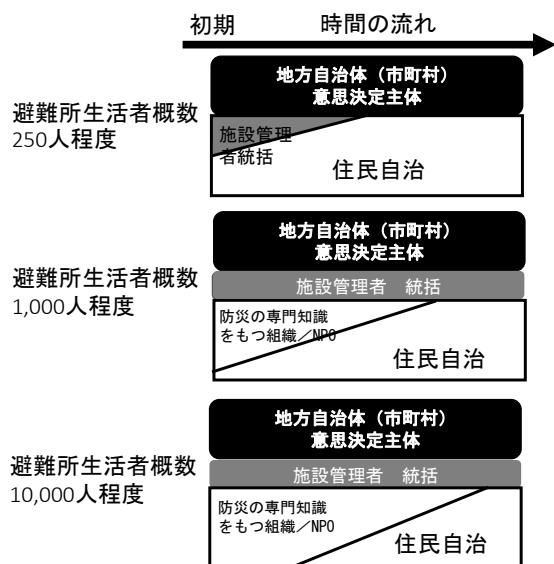 初期 時間の流れ
地方自治体（市町村）
意思決定主体
避難所生活者概数
250人程度
施設管理
者統括
住民自治
地方自治体（市町村）
意思決定主体
施設管理者 統括
避難所生活者概数
1,000人程度
防災の専門知識
をもつ組織／NPO
住民自治
地方自治体（市町村）
意思決定主体
施設管理者 統括
避難所生活者概数
10,000人程度
防災の専門知識
をもつ組織／NPO
住民自治